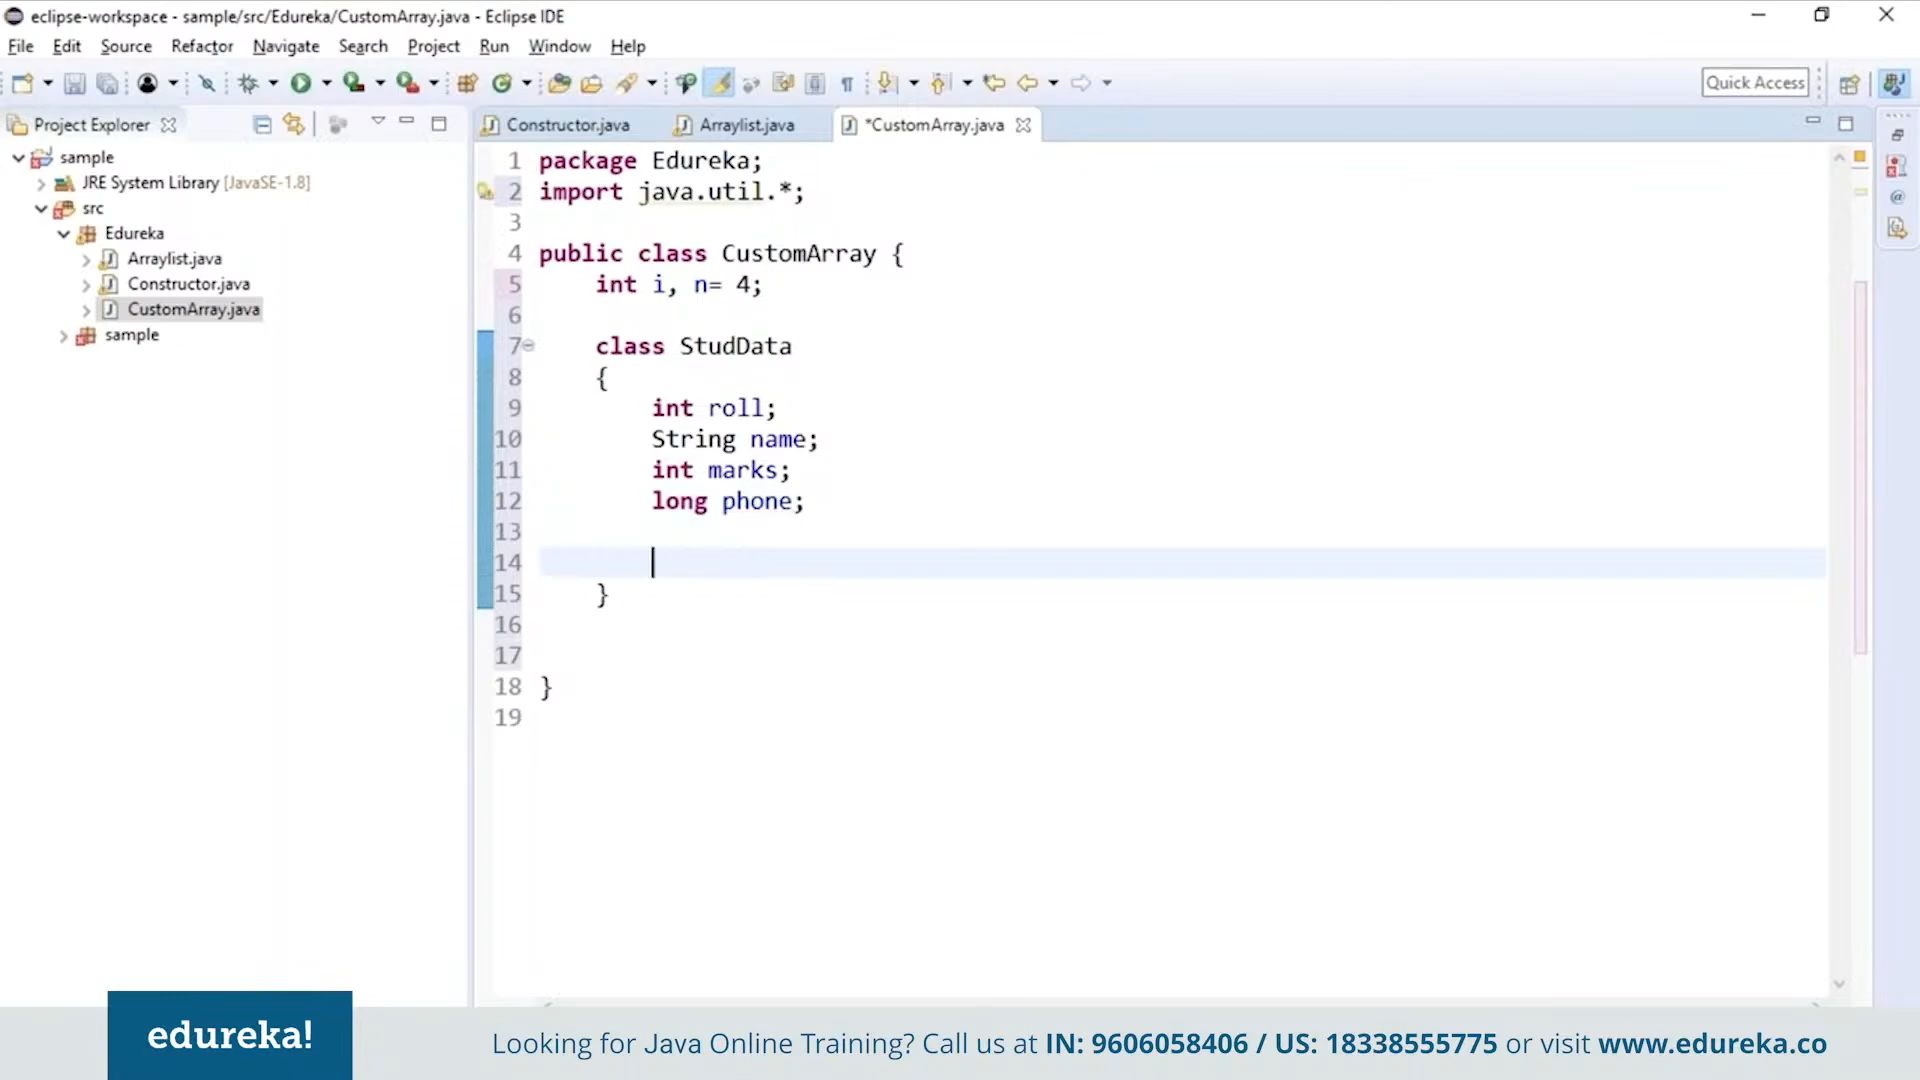 eclipse-workspace - sample/src/Edureka/CustomArray.java - Eclipse IDE
File Edit Source Refactor Navigate Search Project Run Window Help
Quick Access
Project Explorer
Constructor.java
Arraylist.java
*CustomArray.java
sample
JRE System Library [JavaSE-1.8]
src
Edureka
Arraylist.java
Constructor.java
CustomArray.java
sample
1 package Edureka;
2 import java.util.*;
3
4 public class CustomArray {
5 int i, n= 4;
6
7 class StudData
8 {
9 int roll;
10 String name;
11 int marks;
12 long phone;
13
14
15 }
16
17
18 }
19
edureka!
Looking for Java Online Training? Call us at IN: 9606058406 / US: 18338555775 or visit www.edureka.co